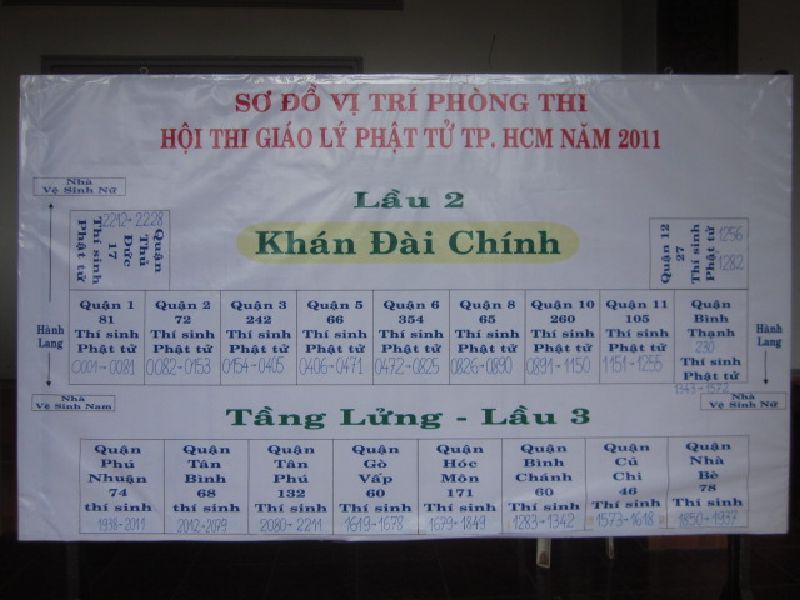 SƠ ĐỒ VỊ TRÍ PHÒNG THI
HỘI THI GIÁO LÝ PHẬT TỬ TP. HCM NĂM 2011
Nhà
Vệ Sinh Nữ
Lầu 2
Khán Đài Chính
Quận
Thủ
Đức
17
Thí sinh
Phật tử
2212-2228
Quận 12
27
Thí sinh
Phật tử
1256
1282
Hành
Lang
Quận 1
81
Thí sinh
Phật tử
0001-0081
Quận 2
72
Thí sinh
Phật tử
0082-0153
Quận 3
242
Thí sinh
Phật tử
0154-0405
Quận 5
66
Thí sinh
Phật tử
0406-0471
Quận 6
354
Thí sinh
Phật tử
0472-0825
Quận 8
65
Thí sinh
Phật tử
0826-0890
Quận 10
260
Thí sinh
Phật tử
0891-1150
Quận 11
105
Thí sinh
Phật tử
1151-1255
Quận
Bình
Thạnh
230
Thí sinh
Phật tử
1343-1572
Hành
Lang
Nhà
Vệ Sinh Nam
Nhà
Vệ Sinh Nữ
Tầng Lửng - Lầu 3
Quận
Phú
Nhuận
74
thí sinh
1938-2011
Quận
Tân
Bình
68
thí sinh
2012-2079
Quận
Tân
Phú
132
thí sinh
2080-2211
Quận
Gò
Vấp
60
thí sinh
1619-1678
Quận
Hóc
Môn
171
thí sinh
1679-1849
Quận
Bình
Chánh
60
thí sinh
1283-1342
Quận
Củ
Chi
46
thí sinh
1573-1618
Quận
Nhà
Bè
78
thí sinh
1850-1937